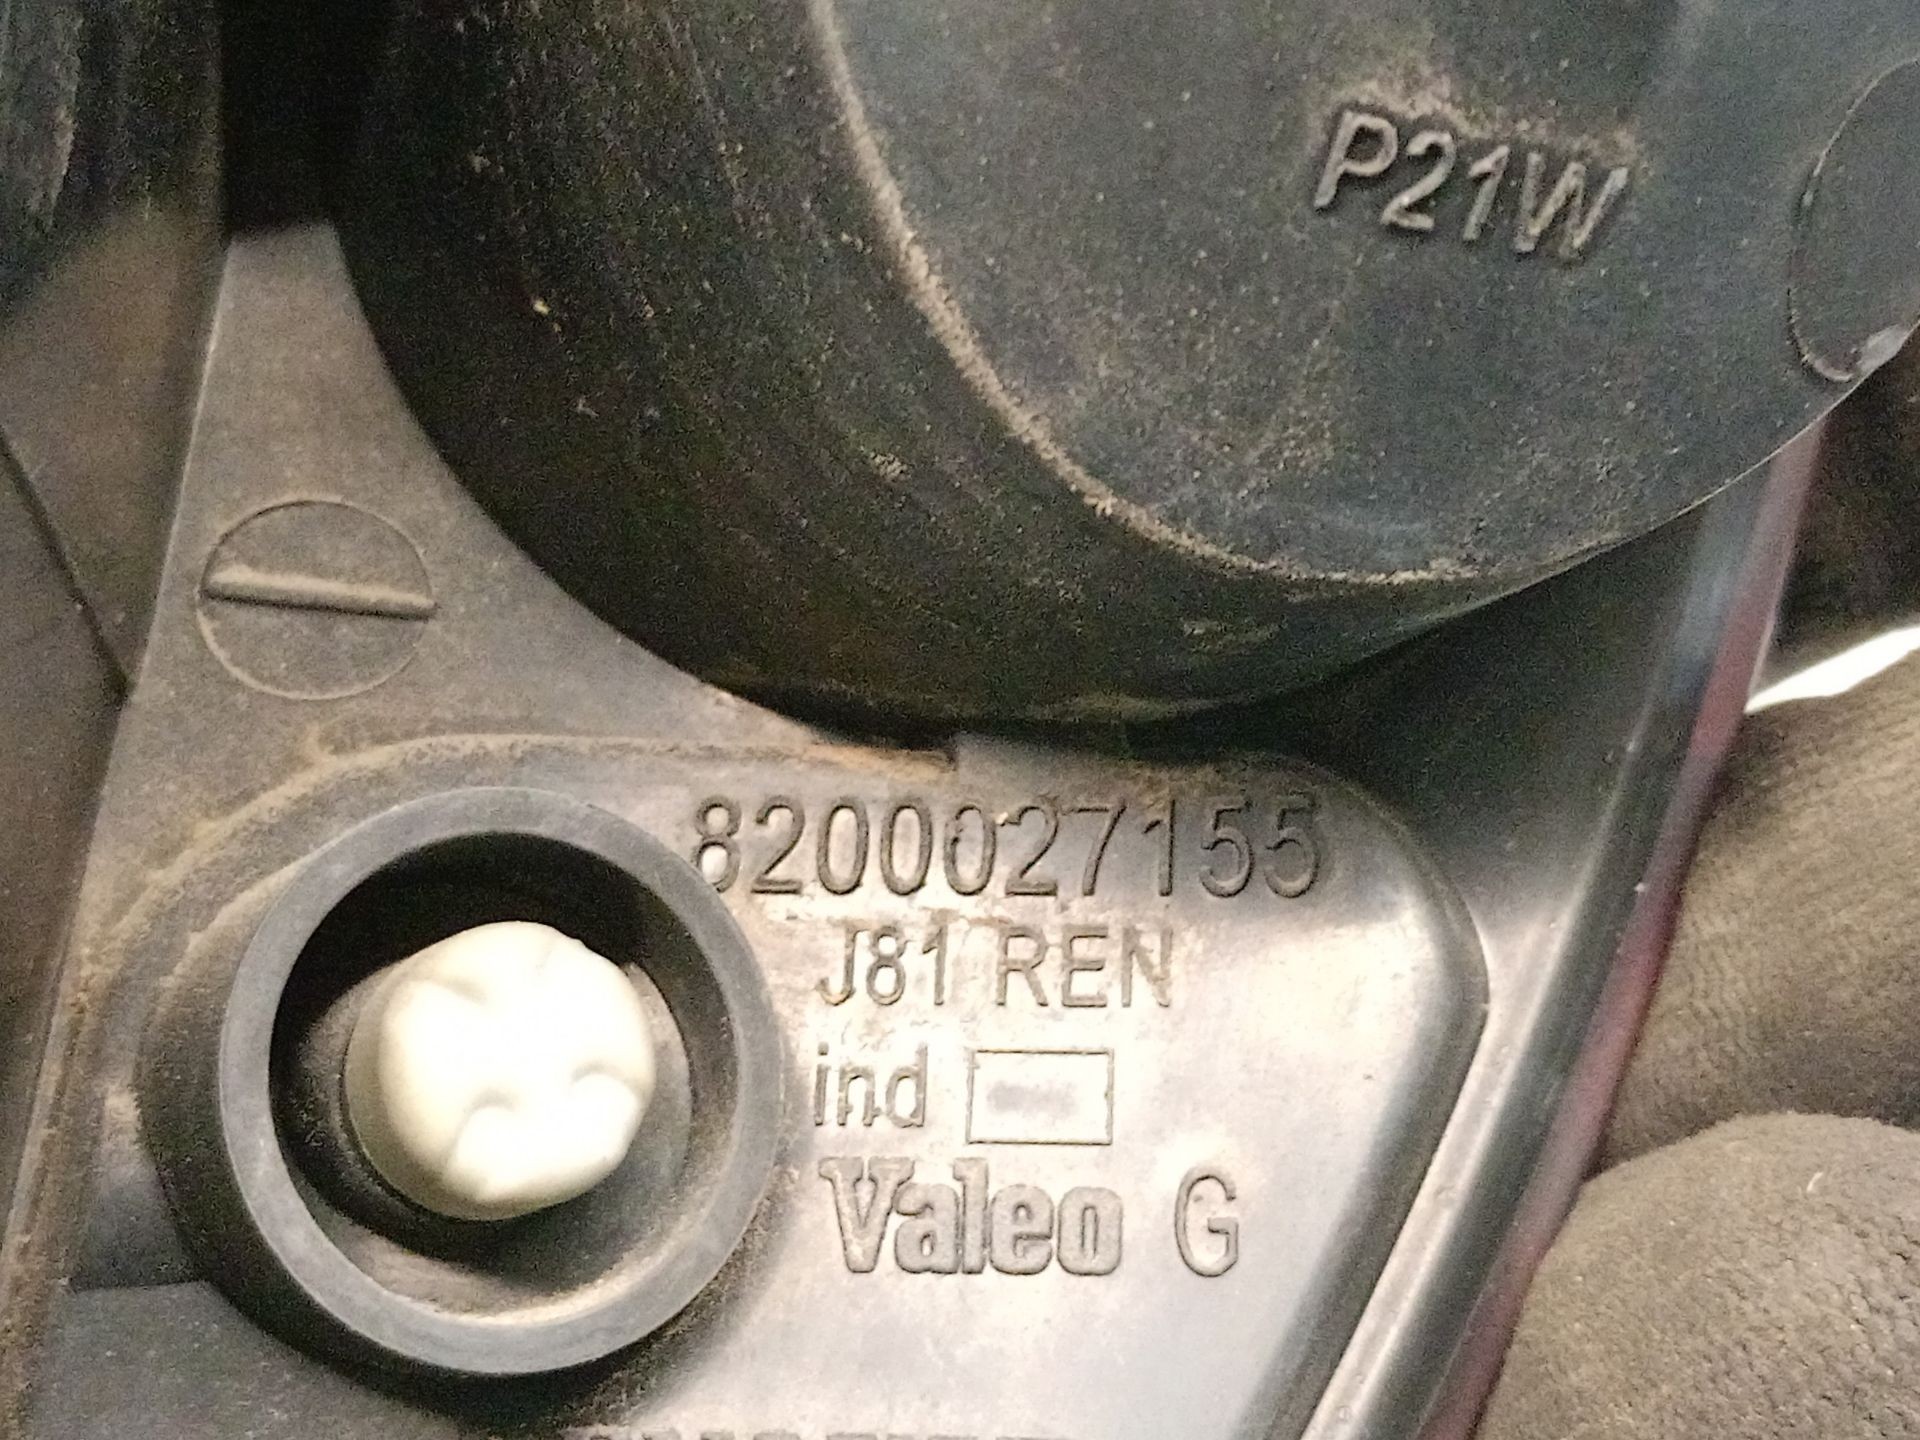 P21W
8200027155
J81 REN
ind
Valeo G